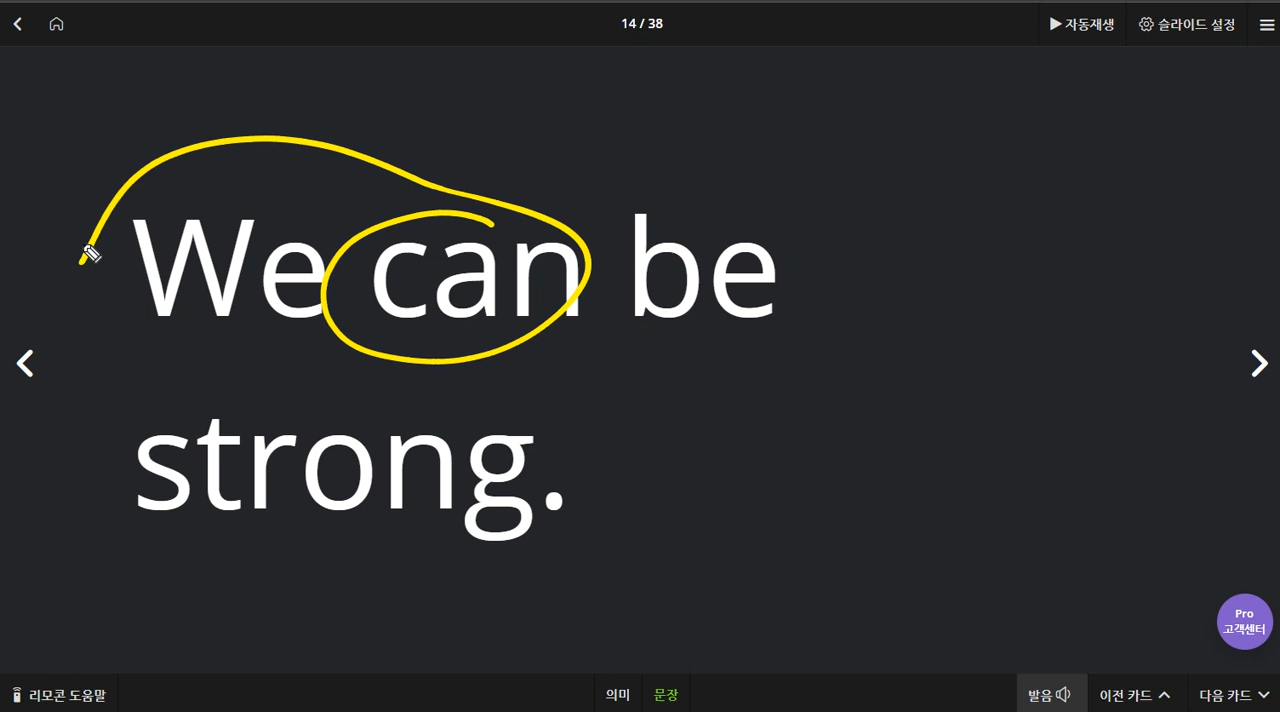 14 / 38
자동재생
슬라이드 설정
We can be
strong.
Pro
고객센터
리모콘 도움말
의미
문장
발음
이전 카드
다음 카드